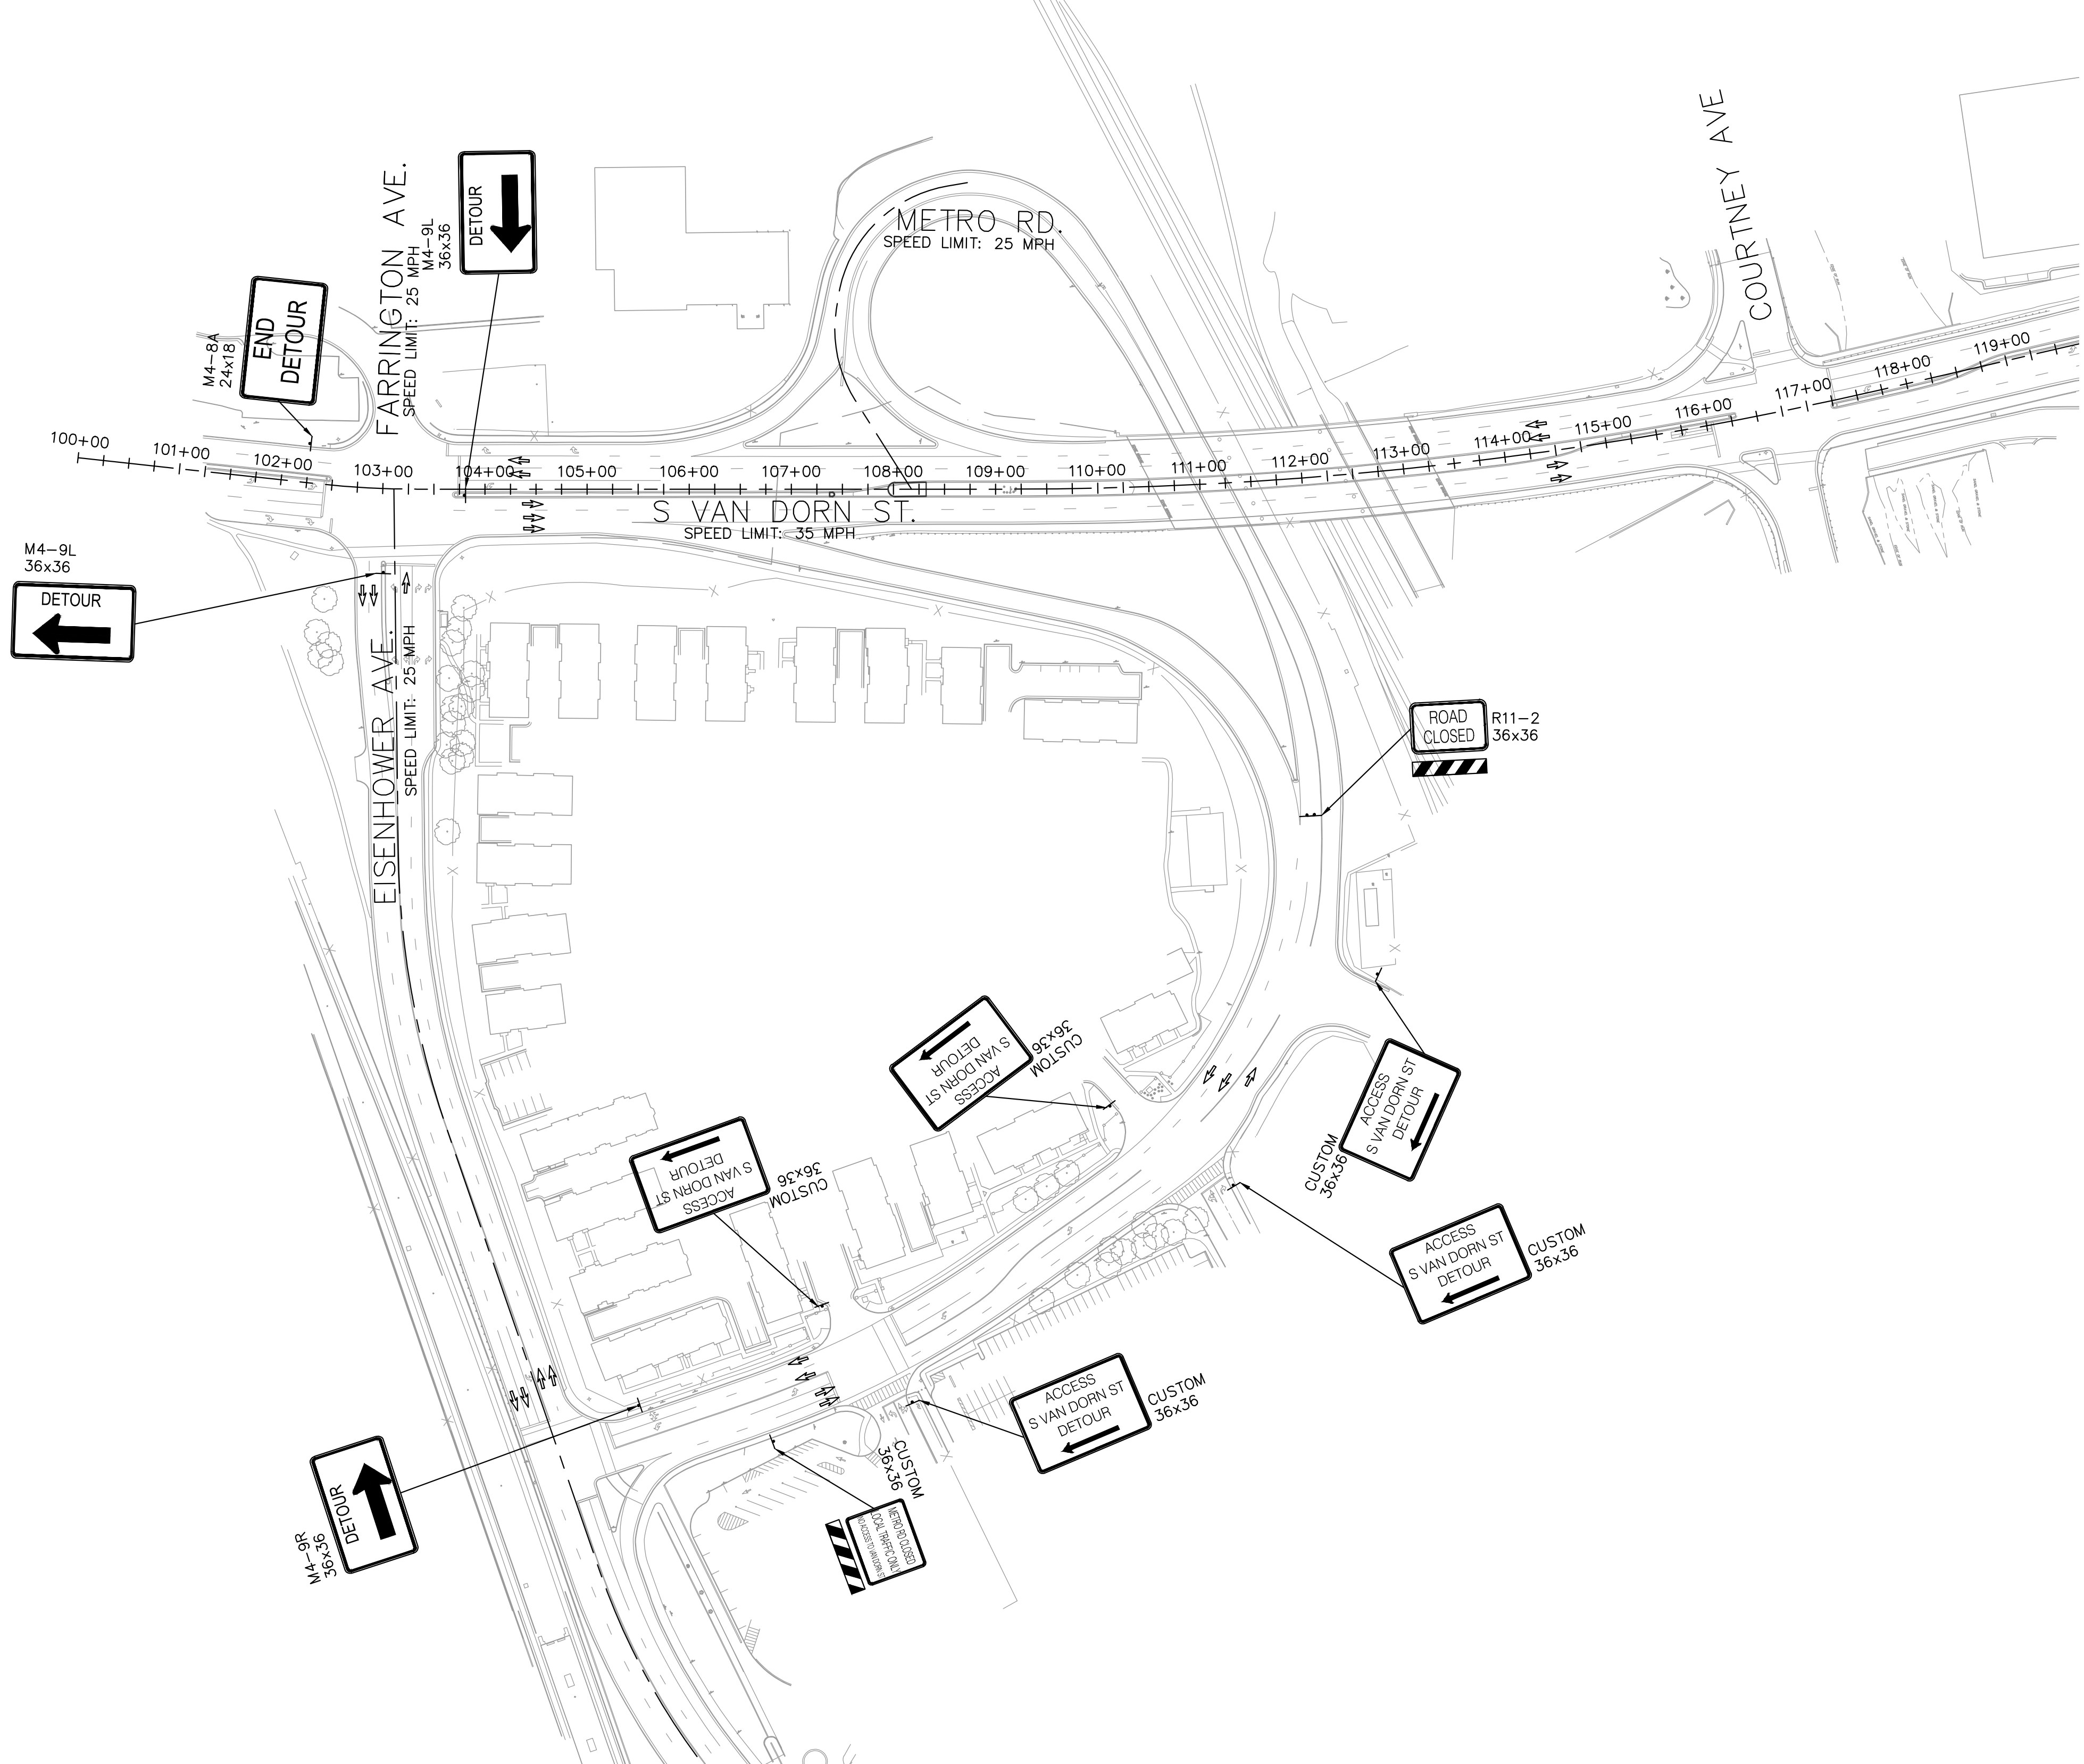 COURTNEY AVE
FARRINGTON AVE.
SPEED LIMIT: 25 MPH
M4-9L
36x36
DETOUR
METRO RD.
SPEED LIMIT: 25 MPH
M4-8A
24x18
END
DETOUR
100+00
101+00
102+00
103+00
104+00
105+00
106+00
107+00
108+00
109+00
110+00
111+00
112+00
113+00
114+00
115+00
116+00
117+00
118+00
119+00
S VAN DORN ST.
SPEED LIMIT: 35 MPH
M4-9L
36x36
DETOUR
EISENHOWER AVE.
SPEED LIMIT: 25 MPH
ROAD
CLOSED
R11-2
36x36
ACCESS
S VAN DORN ST
DETOUR
CUSTOM
36x36
ACCESS
S VAN DORN ST
DETOUR
CUSTOM
36x36
ACCESS
S VAN DORN ST
DETOUR
CUSTOM
36x36
ACCESS
S VAN DORN ST
DETOUR
CUSTOM
36x36
ACCESS
S VAN DORN ST
DETOUR
CUSTOM
36x36
M4-9R
36x36
DETOUR
CUSTOM
36x36
METRO RD CLOSED
LOCAL TRAFFIC ONLY
NO ACCESS TO VAN DORN ST